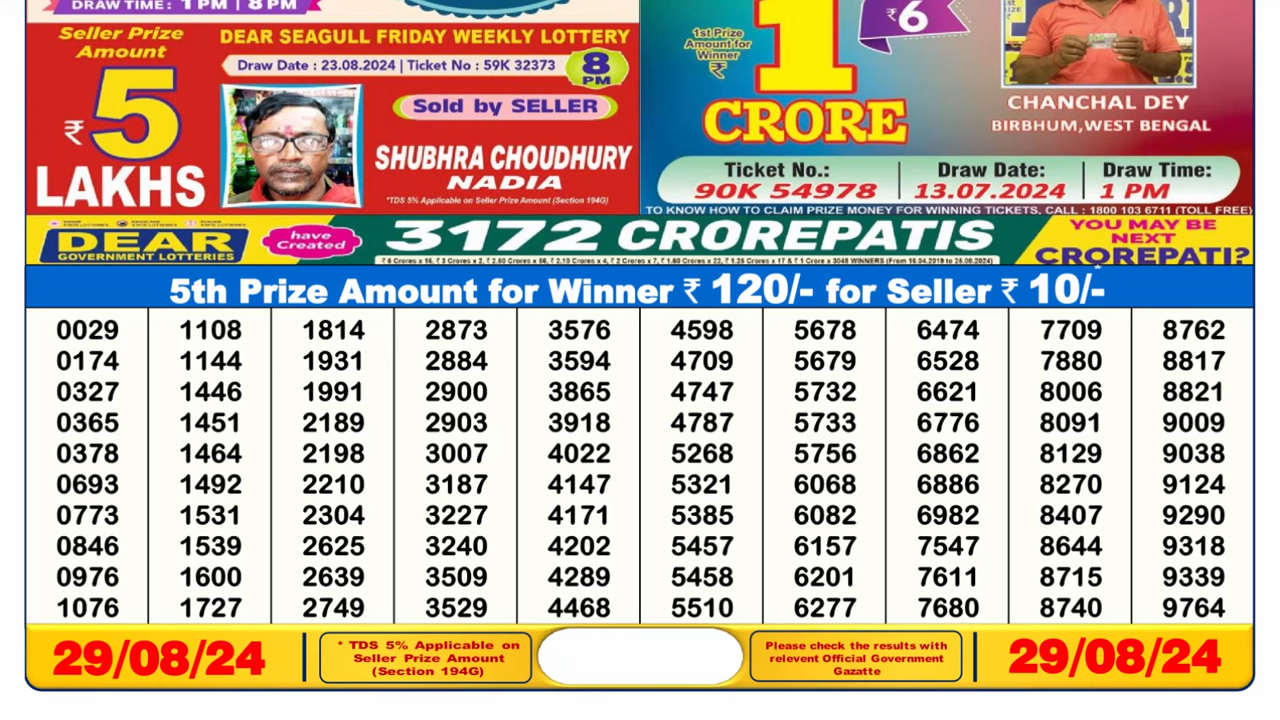 DRAW TIME: 1 PM | 8 PM
Seller Prize
Amount
₹5
LAKHS
DEAR SEAGULL FRIDAY WEEKLY LOTTERY
Draw Date : 23.08.2024 | Ticket No : 59K 32373
8
PM
Sold by SELLER
SHUBHRA CHOUDHURY
NADIA
*TDS 5% Applicable on Seller Prize Amount (Section 194G)
1st Prize
Amount for
Winner
₹
1
CRORE
₹6
CHANCHAL DEY
BIRBHUM,WEST BENGAL
Ticket No.: Draw Date: Draw Time:
90K 54978 13.07.2024 1 PM
TO KNOW HOW TO CLAIM PRIZE MONEY FOR WINNING TICKETS, CALL : 1800 103 6711 (TOLL FREE)
DEAR
GOVERNMENT LOTTERIES
have
Created
3172 CROREPATIS
YOU MAY BE
NEXT
CROREPATI?
5th Prize Amount for Winner ₹ 120/- for Seller ₹ 10/-
0029 1108 1814 2873 3576 4598 5678 6474 7709 8762
0174 1144 1931 2884 3594 4709 5679 6528 7880 8817
0327 1446 1991 2900 3865 4747 5732 6621 8006 8821
0365 1451 2189 2903 3918 4787 5733 6776 8091 9009
0378 1464 2198 3007 4022 5268 5756 6862 8129 9038
0693 1492 2210 3187 4147 5321 6068 6886 8270 9124
0773 1531 2304 3227 4171 5385 6082 6982 8407 9290
0846 1539 2625 3240 4202 5457 6157 7547 8644 9318
0976 1600 2639 3509 4289 5458 6201 7611 8715 9339
1076 1727 2749 3529 4468 5510 6277 7680 8740 9764
29/08/24
* TDS 5% Applicable on
Seller Prize Amount
(Section 194G)
Please check the results with
relevent Official Government
Gazatte
29/08/24